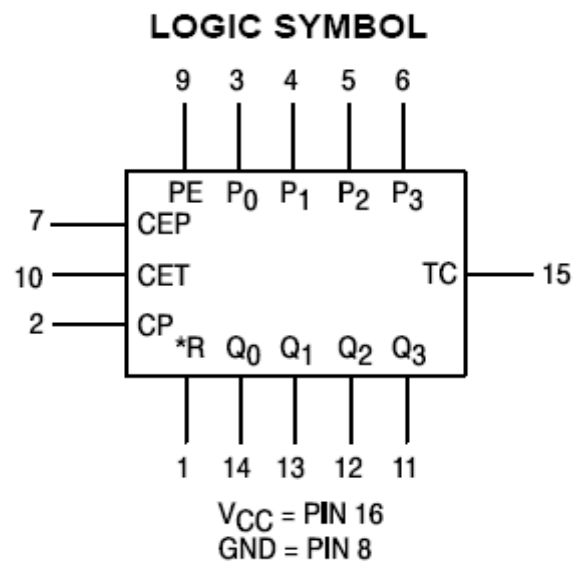 LOGIC SYMBOL
9 3 4 5 6
PE P0 P1 P2 P3
7 CEP
10 CET TC 15
2 CP
*R Q0 Q1 Q2 Q3
1 14 13 12 11
VCC = PIN 16
GND = PIN 8